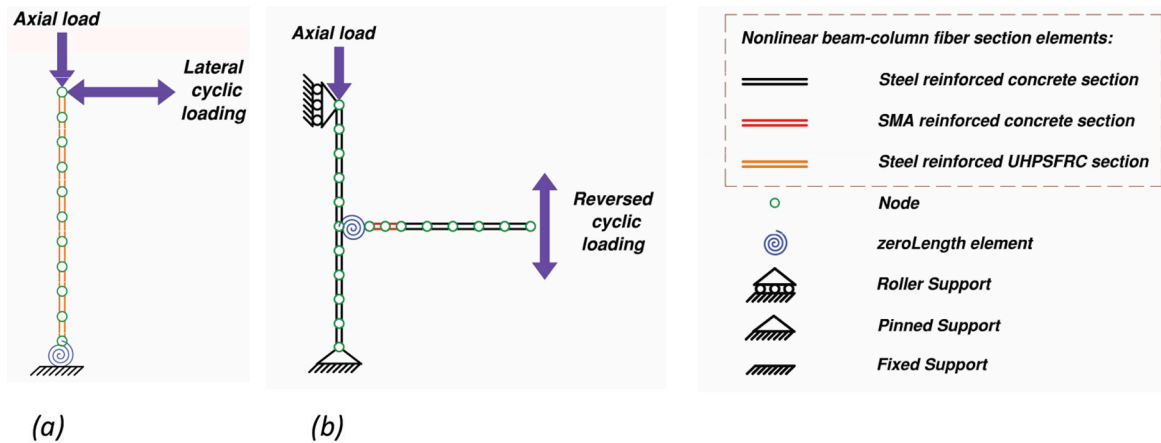 Axial load
Lateral
cyclic
loading
(a)
Axial load
Reversed
cyclic
loading
(b)
Nonlinear beam-column fiber section elements:
Steel reinforced concrete section
SMA reinforced concrete section
Steel reinforced UHPSFRC section
Node
zeroLength element
Roller Support
Pinned Support
Fixed Support